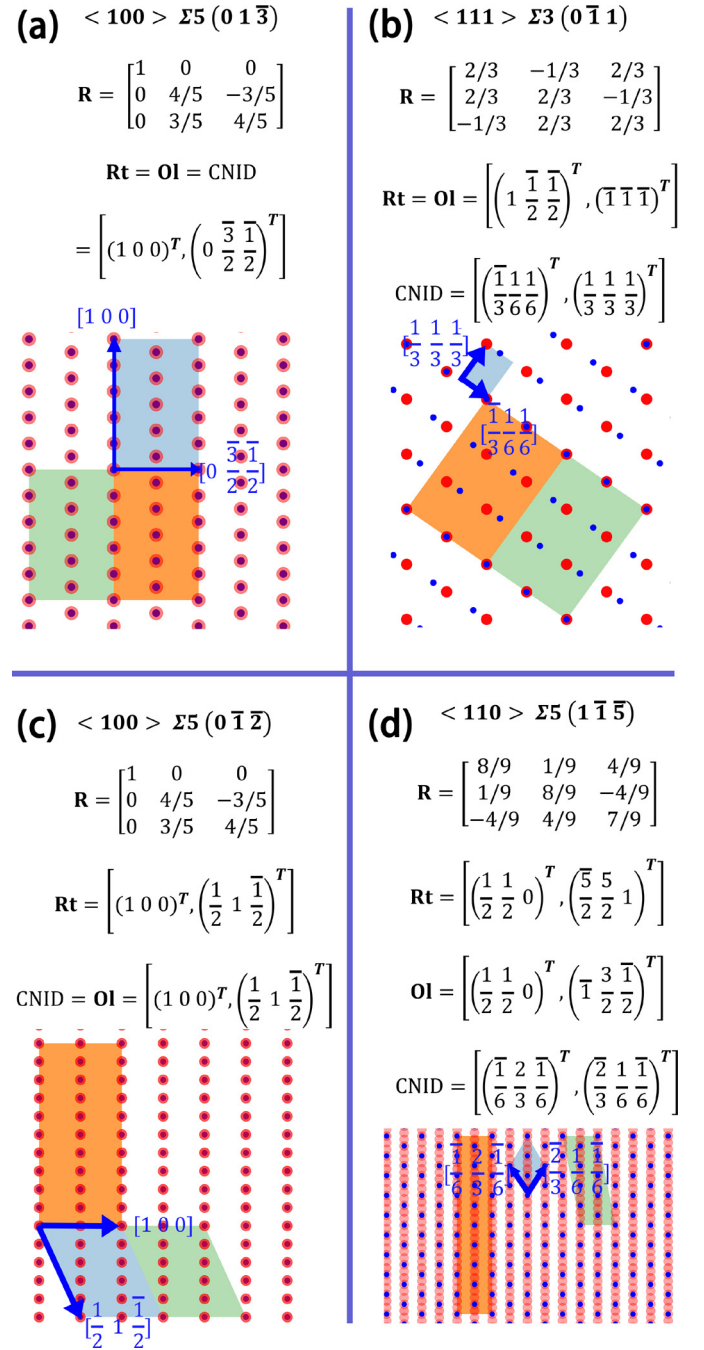 (a) < 100 > Σ5 (0 1 3̅)
R = [1 0 0
0 4/5 −3/5
0 3/5 4/5]
Rt = Ol = CNID
= [(1 0 0)ᵀ, (0 3̅/2 1̅/2)ᵀ]
[1 0 0]
[0 3̅/2 1̅/2]
(b) < 111 > Σ3 (0 1̅ 1)
R = [2/3 −1/3 2/3
2/3 2/3 −1/3
−1/3 2/3 2/3]
Rt = Ol = [(1 1̅/2 1̅/2)ᵀ, (1̅ 1̅ 1̅)ᵀ]
CNID = [(1̅/3 1/6 1/6)ᵀ, (1/3 1/3 1/3)ᵀ]
[1/3 1/3 1/3]
[1̅/3 1/6 1/6]
(c) < 100 > Σ5 (0 1̅ 2̅)
R = [1 0 0
0 4/5 −3/5
0 3/5 4/5]
Rt = [(1 0 0)ᵀ, (1/2 1 1̅/2)ᵀ]
CNID = Ol = [(1 0 0)ᵀ, (1/2 1 1̅/2)ᵀ]
[1 0 0]
[1/2 1 1̅/2]
(d) < 110 > Σ5 (1 1̅ 5̅)
R = [8/9 1/9 4/9
1/9 8/9 −4/9
−4/9 4/9 7/9]
Rt = [(1/2 1/2 0)ᵀ, (5̅/2 5/2 1)ᵀ]
Ol = [(1/2 1/2 0)ᵀ, (1̅ 3/2 1̅/2)ᵀ]
CNID = [(1̅/6 2/3 1̅/6)ᵀ, (2̅/3 1/6 1̅/6)ᵀ]
[1̅/6 2/3 1̅/6]
2̅/3 1/6 1̅/6]